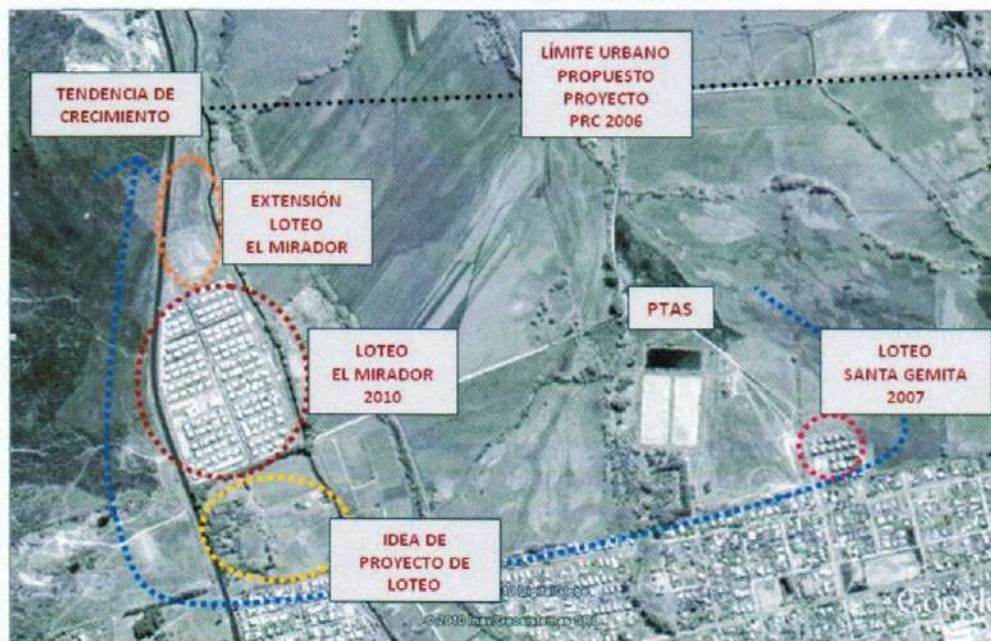 LÍMITE URBANO
PROPUESTO
PROYECTO
PRC 2006
TENDENCIA DE
CRECIMIENTO
EXTENSIÓN
LOTEO
EL MIRADOR
PTAS
LOTEO
EL MIRADOR
2010
LOTEO
SANTA GEMITA
2007
IDEA DE
PROYECTO DE
LOTEO
DigitalGlobe
Google